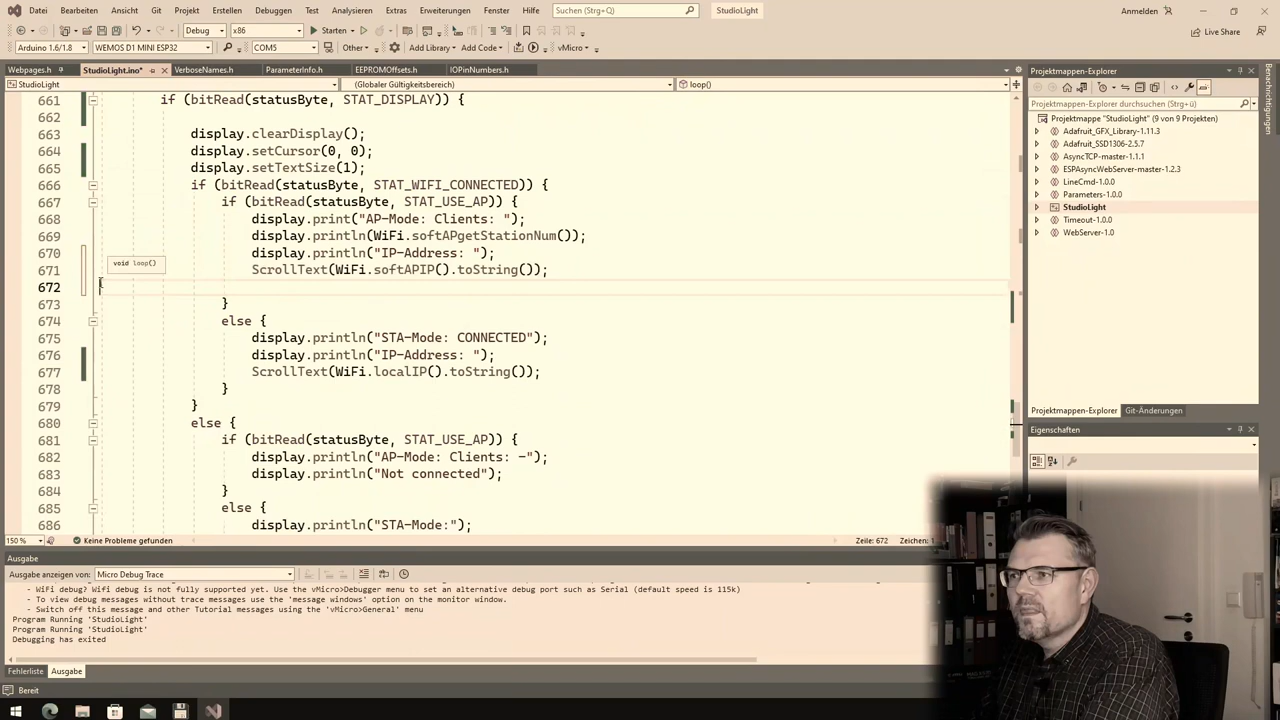 Datei Bearbeiten Ansicht Git Projekt Erstellen Debuggen Test Analysieren Extras Erweiterungen Fenster Hilfe Suchen (Strg+Q) StudioLight Anmelden
Debug x86 Starten Live Share
Arduino 1.6/1.8 WEMOS D1 MINI ESP32 COM5 Other Add Library Add Code vMicro
Webpages.h StudioLight.ino* VerboseNames.h ParameterInfo.h EEPROMOffsets.h IOPinNumbers.h
StudioLight (Globaler Gültigkeitsbereich) loop()
661 if (bitRead(statusByte, STAT_DISPLAY)) {
662
663 display.clearDisplay();
664 display.setCursor(0, 0);
665 display.setTextSize(1);
666 if (bitRead(statusByte, STAT_WIFI_CONNECTED)) {
667 if (bitRead(statusByte, STAT_USE_AP)) {
668 display.print("AP-Mode: Clients: ");
669 display.println(WiFi.softAPgetStationNum());
670 display.println("IP-Address: ");
void loop()
671 ScrollText(WiFi.softAPIP().toString());
672
673 }
674 else {
675 display.println("STA-Mode: CONNECTED");
676 display.println("IP-Address: ");
677 ScrollText(WiFi.localIP().toString());
678 }
679 }
680 else {
681 if (bitRead(statusByte, STAT_USE_AP)) {
682 display.println("AP-Mode: Clients: -");
683 display.println("Not connected");
684 }
685 else {
686 display.println("STA-Mode:");
150 % Keine Probleme gefunden Zeile: 672 Zeichen:
Ausgabe
Ausgabe anzeigen von: Micro Debug Trace
- WiFi debug? Wifi debug is not fully supported yet. Use the vMicro>Debugger menu to set an alternative debug port such as Serial (default speed is 115k)
- To view debug messages without trace messages use the 'message windows' option on the monitor window.
- Switch off this message and other Tutorial messages using the 'vMicro>General' menu
Program Running 'StudioLight'
Program Running 'StudioLight'
Debugging has exited
Fehlerliste Ausgabe
Bereit
Projektmappen-Explorer
Projektmappen-Explorer durchsuchen (Strg+ü)
Projektmappe "StudioLight" (9 von 9 Projekten)
Adafruit_GFX_Library-1.11.3
Adafruit_SSD1306-2.5.7
AsyncTCP-master-1.1.1
ESPAsyncWebServer-master-1.2.3
LineCmd-1.0.0
Parameters-1.0.0
StudioLight
Timeout-1.0.0
WebServer-1.0
Projektmappen-Explorer Git-Änderungen
Eigenschaften
Benachrichtigungen